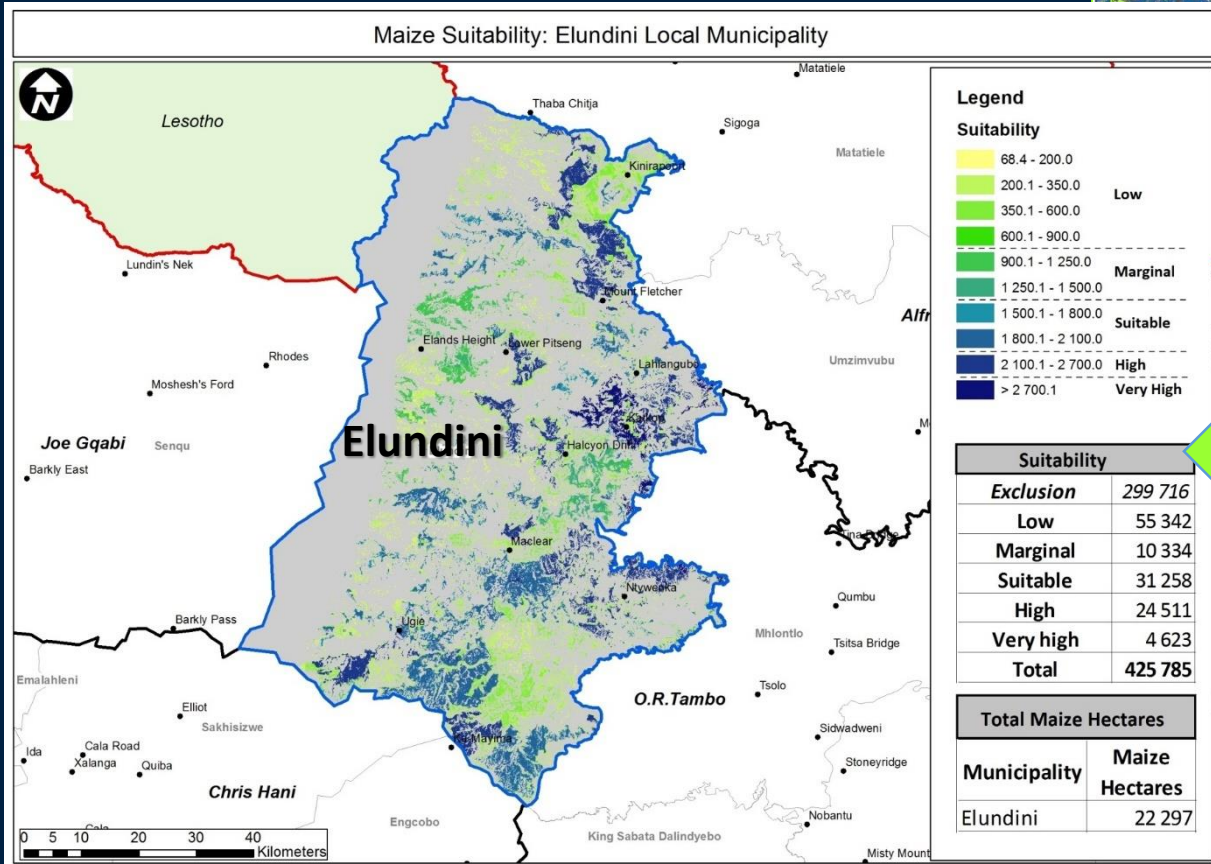 Maize Suitability: Elundini Local Municipality
N
Lesotho
Matatiele
Thaba Chitja
Sigoga
Matatiele
Lundin's Nek
Mount Fletcher
Elands Height
Lower Pitseng
Rhodes
Umzimvubu
Moshesh's Ford
Joe Gqabi
Senqu
Elundini
Halcyon Drift
Barkly East
Maclear
Qumbu
Barkly Pass
Ugie
Mhlontlo
Tsitsa Bridge
Emalahleni
O.R.Tambo
Tsolo
Elliot
Sakhisizwe
Sidwadweni
Ida
Cala Road
Xalanga
Quiba
Stoneyridge
Chris Hani
Engcobo
Nobantu
King Sabata Dalindyebo
Misty Mount
0 5 10 20 30 40
Kilometers
Legend
Suitability
68.4 - 200.0
200.1 - 350.0
Low
350.1 - 600.0
600.1 - 900.0
900.1 - 1 250.0
Marginal
1 250.1 - 1 500.0
1 500.1 - 1 800.0
Suitable
1 800.1 - 2 100.0
2 100.1 - 2 700.0 High
> 2 700.1 Very High
Suitability
Exclusion 299 716
Low 55 342
Marginal 10 334
Suitable 31 258
High 24 511
Very high 4 623
Total 425 785
Total Maize Hectares
Municipality Maize Hectares
Elundini 22 297